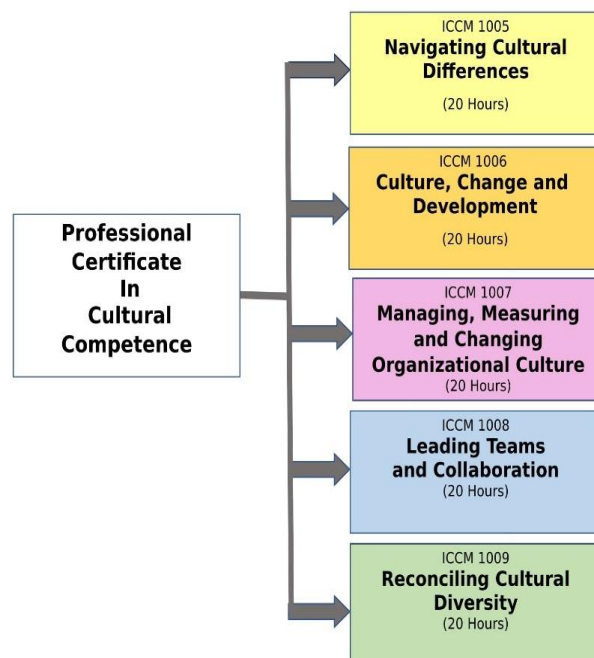 Professional
Certificate
In
Cultural
Competence
ICCM 1005
Navigating Cultural
Differences
(20 Hours)
ICCM 1006
Culture, Change and
Development
(20 Hours)
ICCM 1007
Managing, Measuring
and Changing
Organizational Culture
(20 Hours)
ICCM 1008
Leading Teams
and Collaboration
(20 Hours)
ICCM 1009
Reconciling Cultural
Diversity
(20 Hours)